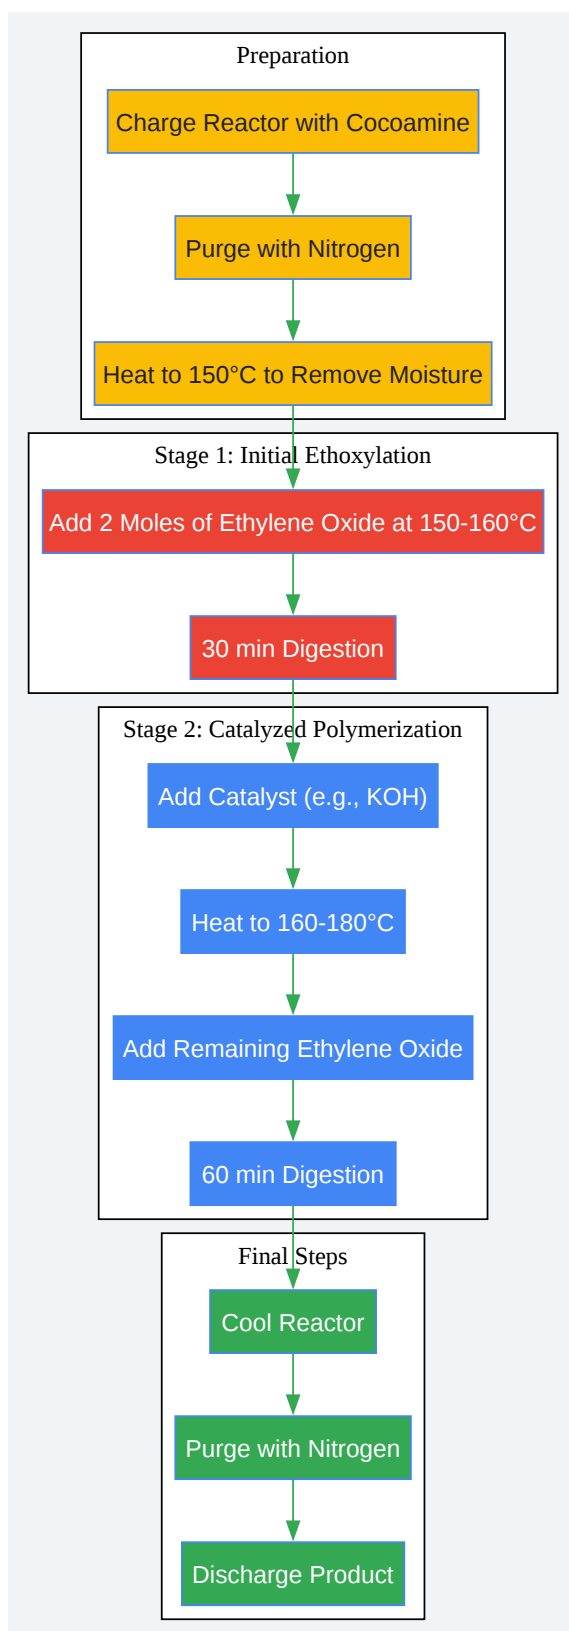 Preparation
Charge Reactor with Cocoamine
Purge with Nitrogen
Heat to 150°C to Remove Moisture
Stage 1: Initial Ethoxylation
Add 2 Moles of Ethylene Oxide at 150-160°C
30 min Digestion
Stage 2: Catalyzed Polymerization
Add Catalyst (e.g., KOH)
Heat to 160-180°C
Add Remaining Ethylene Oxide
60 min Digestion
Final Steps
Cool Reactor
Purge with Nitrogen
Discharge Product